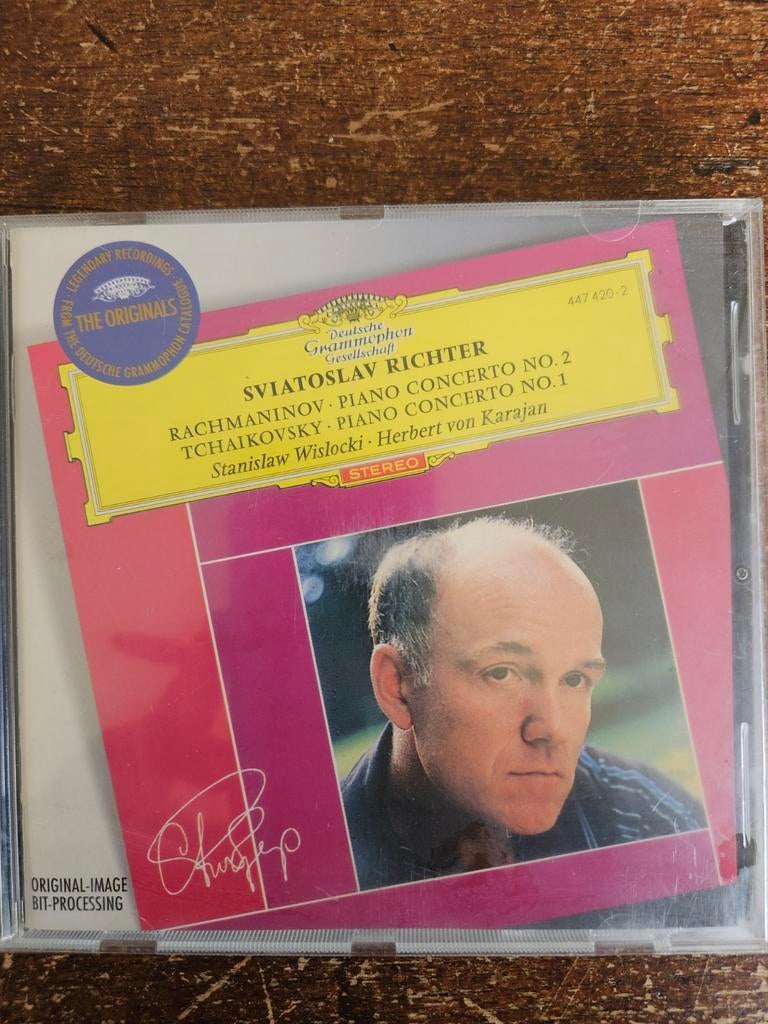 LEGENDARY RECORDINGS
THE ORIGINALS
FROM THE DEUTSCHE GRAMMOPHON CATALOGUE
447 420-2
Deutsche
Grammophon
Gesellschaft
SVIATOSLAV RICHTER
RACHMANINOV · PIANO CONCERTO NO. 2
TCHAIKOVSKY · PIANO CONCERTO NO. 1
Stanislaw Wislocki · Herbert von Karajan
STEREO
ORIGINAL-IMAGE
BIT-PROCESSING